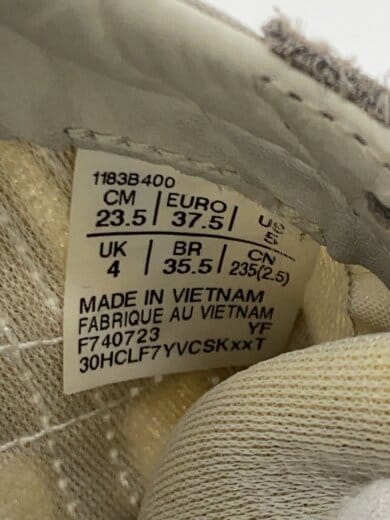 1183B400
CM EURO
23.5 37.5
UK BR CN
4 35.5 235(2.5)
MADE IN VIETNAM
FABRIQUE AU VIETNAM
F740723 YF
30HCLF7YVCSKxxT